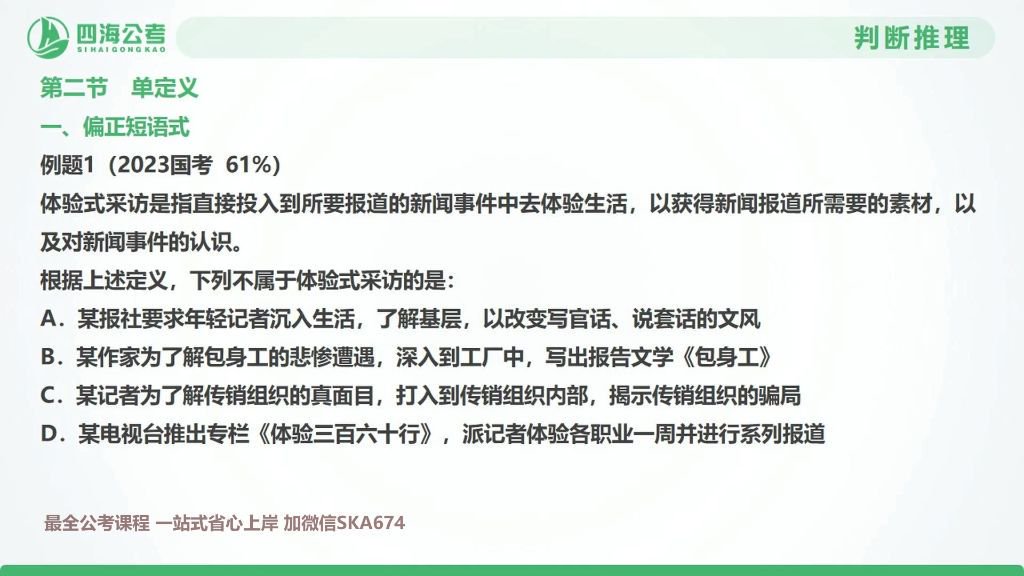 四海公考
SIHAIGONGKAO
判断推理
第二节 单定义
一、偏正短语式
例题1（2023国考 61%）
体验式采访是指直接投入到所要报道的新闻事件中去体验生活，以获得新闻报道所需要的素材，以
及对新闻事件的认识。
根据上述定义，下列不属于体验式采访的是：
A．某报社要求年轻记者沉入生活，了解基层，以改变写官话、说套话的文风
B．某作家为了解包身工的悲惨遭遇，深入到工厂中，写出报告文学《包身工》
C．某记者为了解传销组织的真面目，打入到传销组织内部，揭示传销组织的骗局
D．某电视台推出专栏《体验三百六十行》，派记者体验各职业一周并进行系列报道
最全公考课程 一站式省心上岸 加微信SKA674